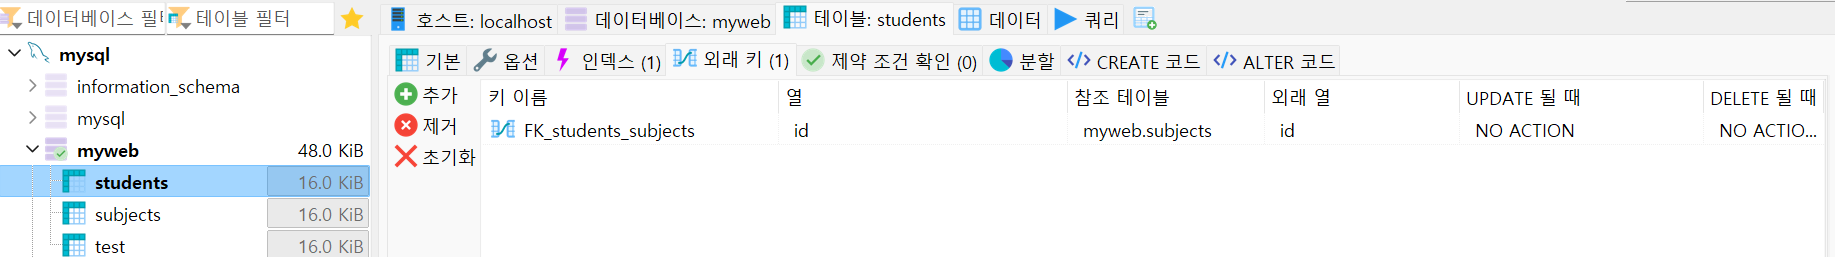 데이터베이스 필 테이블 필터
mysql
information_schema
mysql
myweb 48.0 KiB
students 16.0 KiB
subjects 16.0 KiB
test 16.0 KiB
호스트: localhost 데이터베이스: myweb 테이블: students 데이터 쿼리
기본 옵션 인덱스 (1) 외래 키 (1) 제약 조건 확인 (0) 분할 CREATE 코드 ALTER 코드
추가
제거
초기화
키 이름 열 참조 테이블 외래 열 UPDATE 될 때 DELETE 될 때
FK_students_subjects id myweb.subjects id NO ACTION NO ACTIO...